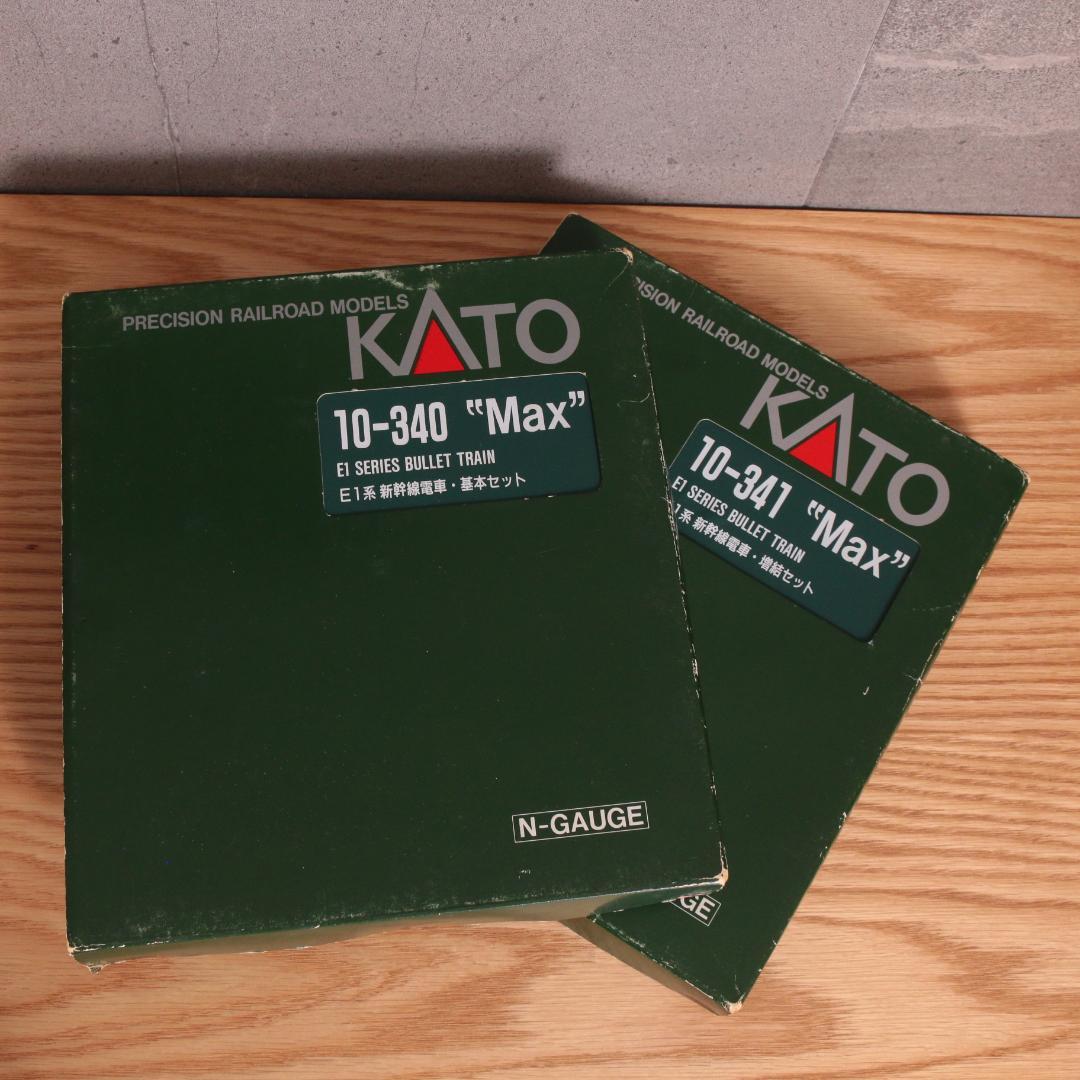 PRECISION RAILROAD MODELS
KATO
10-340 "Max"
E1 SERIES BULLET TRAIN
E1系 新幹線電車・基本セット
N-GAUGE
RAILROAD MODELS
KATO
10-341 "Max"
E1 SERIES BULLET TRAIN
1系 新幹線電車・増結セット